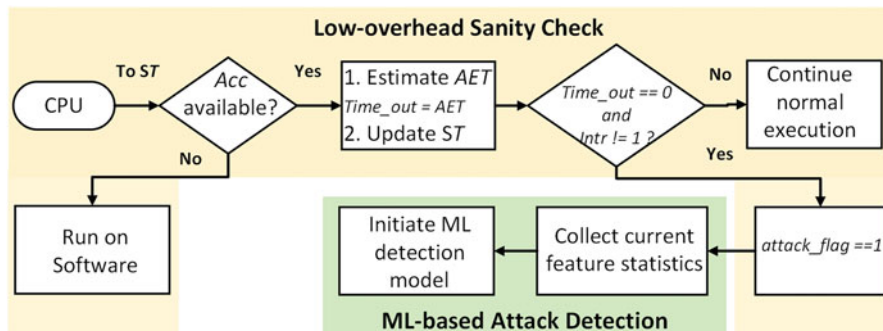 Low-overhead Sanity Check
CPU
To ST
Acc
available?
Yes
No
1. Estimate AET
Time_out = AET
2. Update ST
Time_out == 0
and
Intr != 1 ?
No
Yes
Continue
normal
execution
Run on
Software
Initiate ML
detection
model
Collect current
feature statistics
attack_flag ==1
ML-based Attack Detection